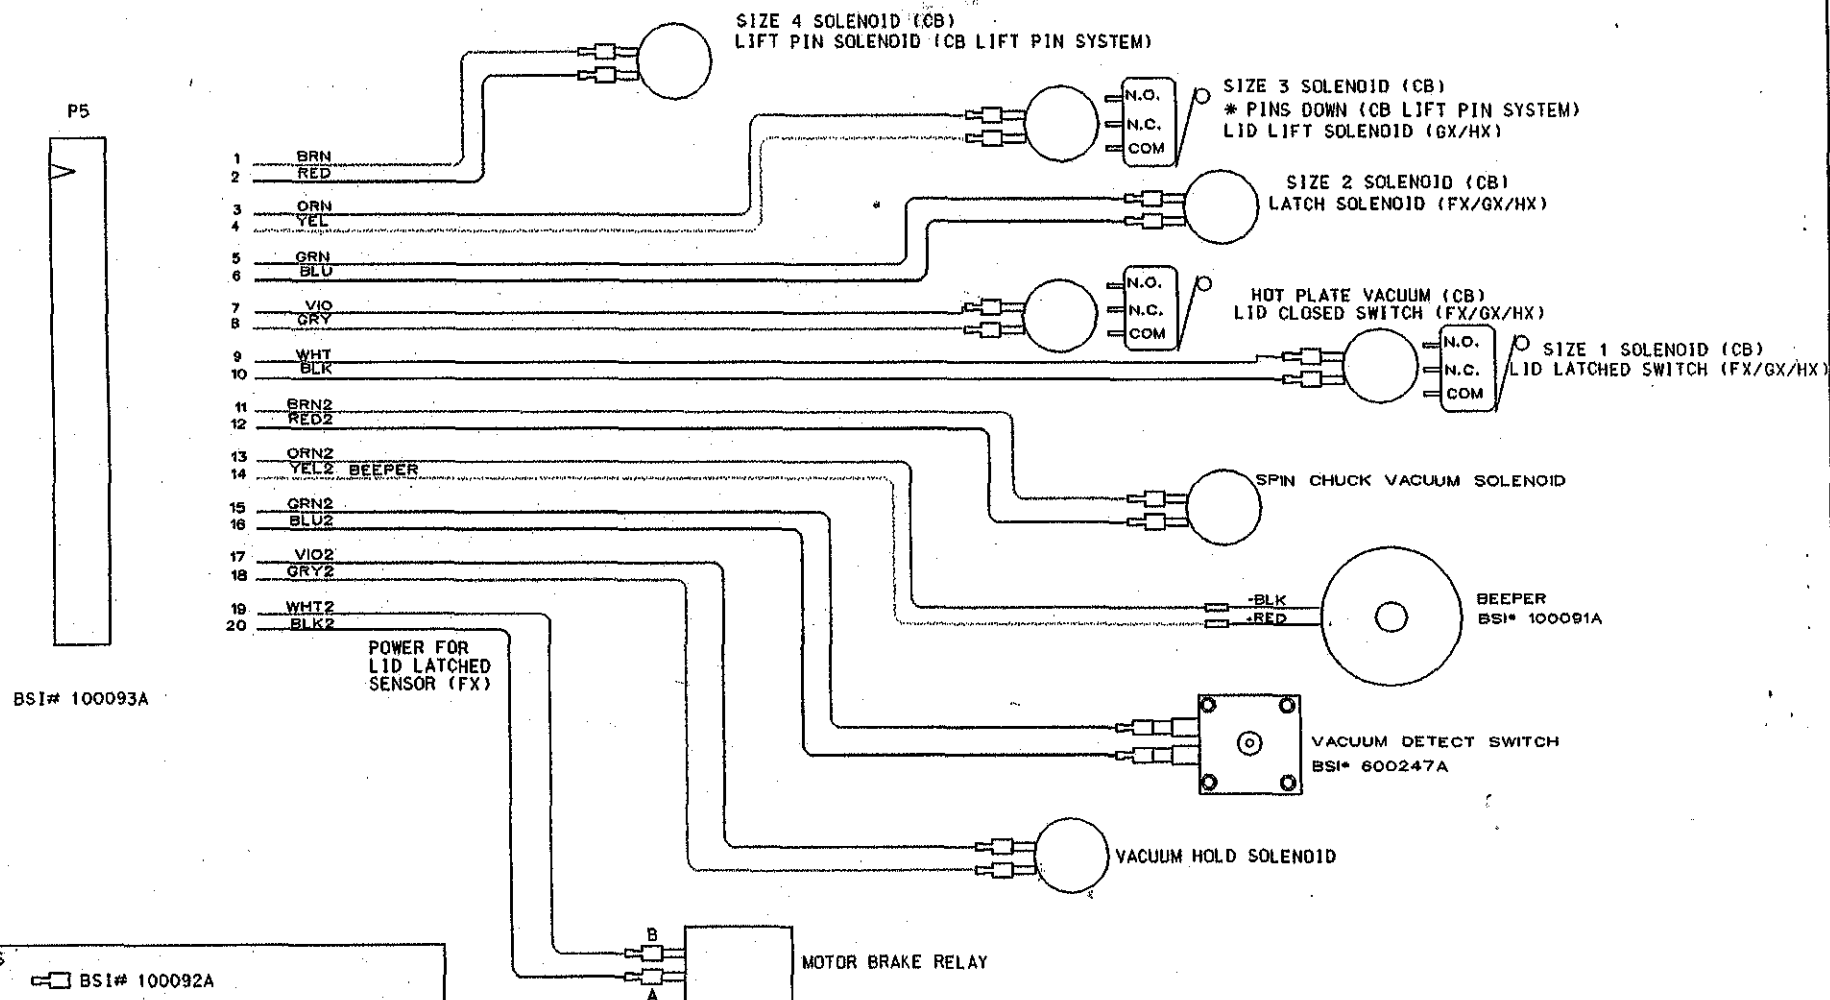 SIZE 4 SOLENOID (CB)
LIFT PIN SOLENOID (CB LIFT PIN SYSTEM)
P5
N.O.
N.C.
COM
SIZE 3 SOLENOID (CB)
* PINS DOWN (CB LIFT PIN SYSTEM)
LID LIFT SOLENOID (GX/HX)
1 BRN
2 RED
3 ORN
4 YEL
SIZE 2 SOLENOID (CB)
LATCH SOLENOID (FX/GX/HX)
5 GRN
6 BLU
7 VIO
8 GRY
N.O.
N.C.
COM
HOT PLATE VACUUM (CB)
LID CLOSED SWITCH (FX/GX/HX)
9 WHT
10 BLK
N.O.
N.C.
COM
SIZE 1 SOLENOID (CB)
LID LATCHED SWITCH (FX/GX/HX)
11 BRN2
12 RED2
13 ORN2
14 YEL2 BEEPER
SPIN CHUCK VACUUM SOLENOID
15 GRN2
16 BLU2
17 VIO2
18 GRY2
19 WHT2
20 BLK2
-BLK
+RED
BEEPER
BSI# 100091A
POWER FOR
LID LATCHED
SENSOR (FX)
BSI# 100093A
VACUUM DETECT SWITCH
BSI# 600247A
VACUUM HOLD SOLENOID
B
A
MOTOR BRAKE RELAY
BSI# 100092A